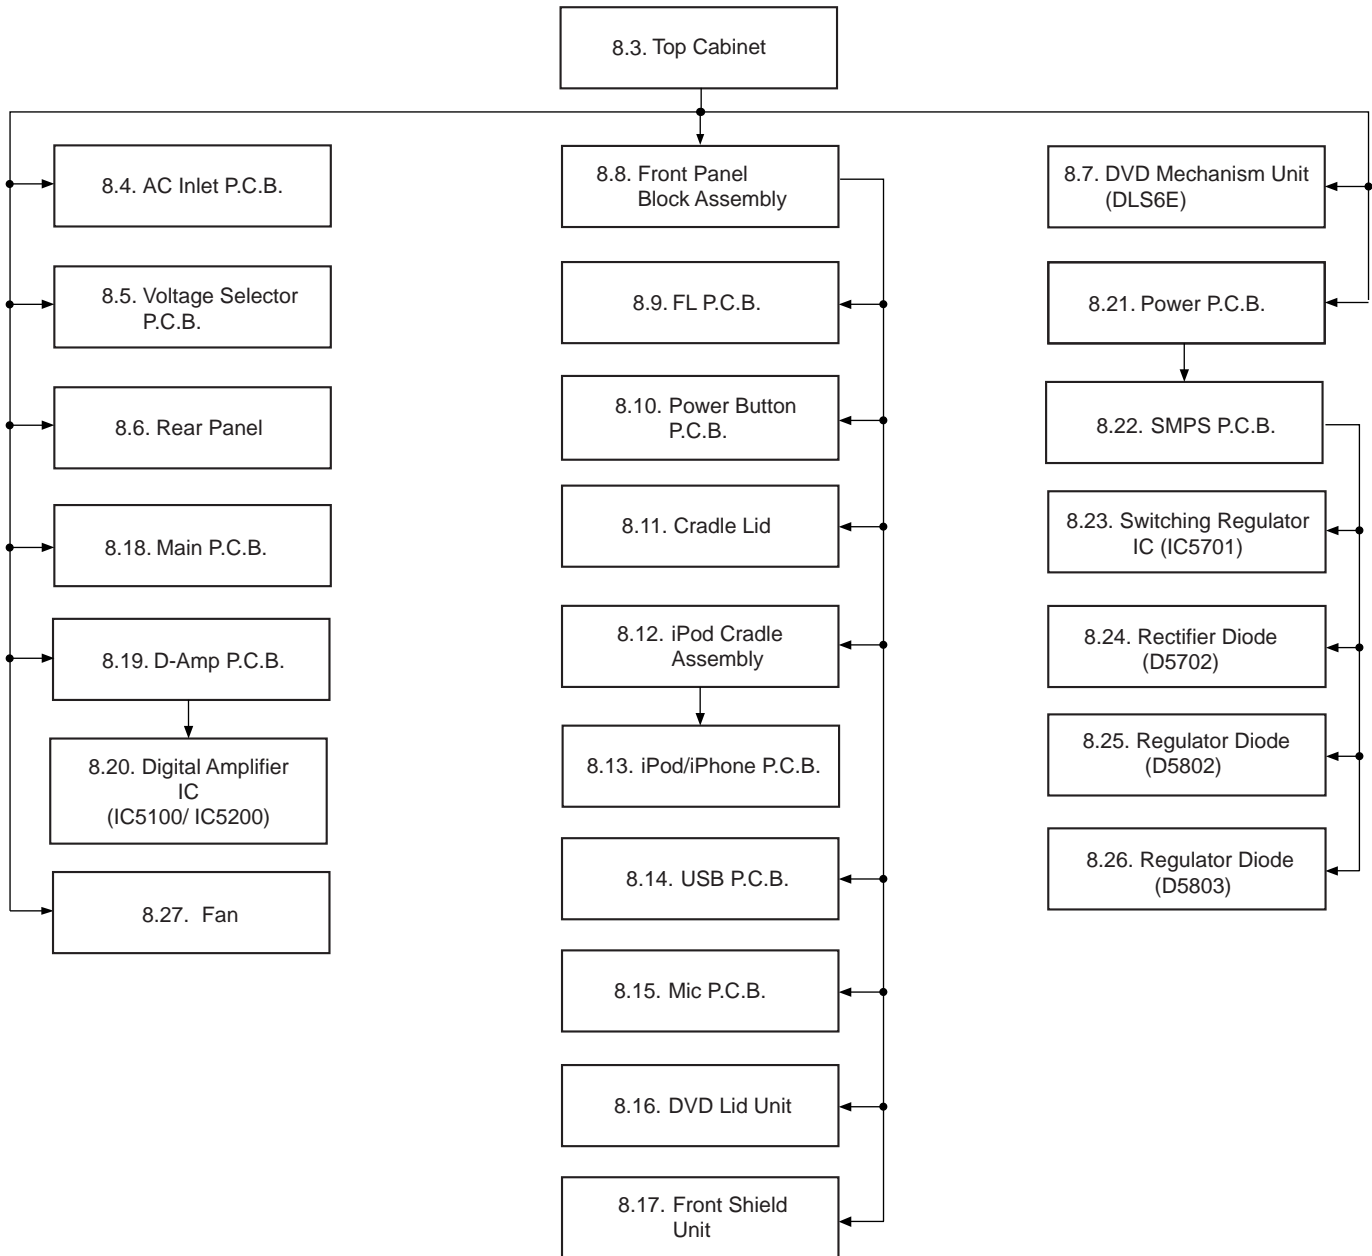 8.3. Top Cabinet
8.4. AC Inlet P.C.B.
8.5. Voltage Selector
P.C.B.
8.6. Rear Panel
8.18. Main P.C.B.
8.19. D-Amp P.C.B.
8.20. Digital Amplifier
IC
(IC5100/ IC5200)
8.27. Fan
8.8. Front Panel
Block Assembly
8.9. FL P.C.B.
8.10. Power Button
P.C.B.
8.11. Cradle Lid
8.12. iPod Cradle
Assembly
8.13. iPod/iPhone P.C.B.
8.14. USB P.C.B.
8.15. Mic P.C.B.
8.16. DVD Lid Unit
8.17. Front Shield
Unit
8.7. DVD Mechanism Unit
(DLS6E)
8.21. Power P.C.B.
8.22. SMPS P.C.B.
8.23. Switching Regulator
IC (IC5701)
8.24. Rectifier Diode
(D5702)
8.25. Regulator Diode
(D5802)
8.26. Regulator Diode
(D5803)